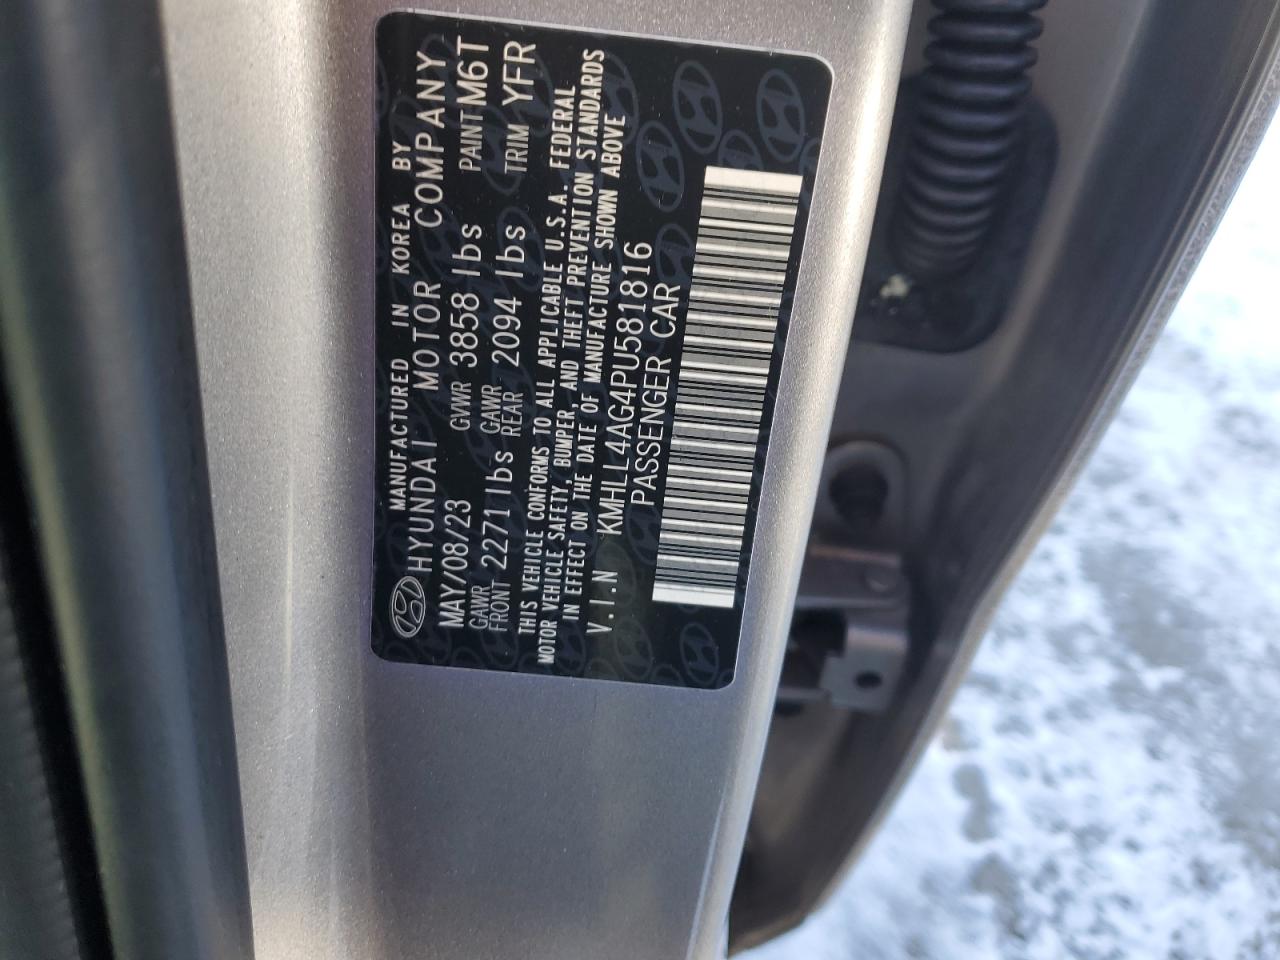 MANUFACTURED IN KOREA BY
HYUNDAI MOTOR COMPANY
MAY/08/23 GVWR 3858 lbs PAINT M6T
GAWR FRONT 2271 lbs GAWR REAR 2094 lbs TRIM YFR
THIS VEHICLE CONFORMS TO ALL APPLICABLE U.S.A. FEDERAL
MOTOR VEHICLE SAFETY, BUMPER, AND THEFT PREVENTION STANDARDS
IN EFFECT ON THE DATE OF MANUFACTURE SHOWN ABOVE
V.I.N KMHLL4AG4PU581816
PASSENGER CAR